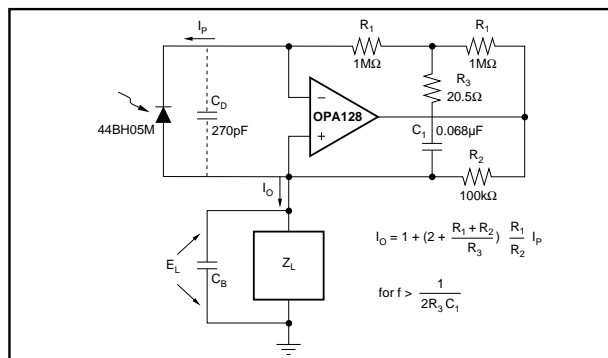 I_P
R_1
1MΩ
R_1
1MΩ
R_3
20.5Ω
C_D
270pF
44BH05M
–
OPA128
+
C_1
0.068µF
R_2
100kΩ
I_O
E_L
C_B
Z_L
I_O = 1 + (2 + (R_1 + R_2)/R_3) R_1/R_2 I_P
for f > 1/(2R_3 C_1)